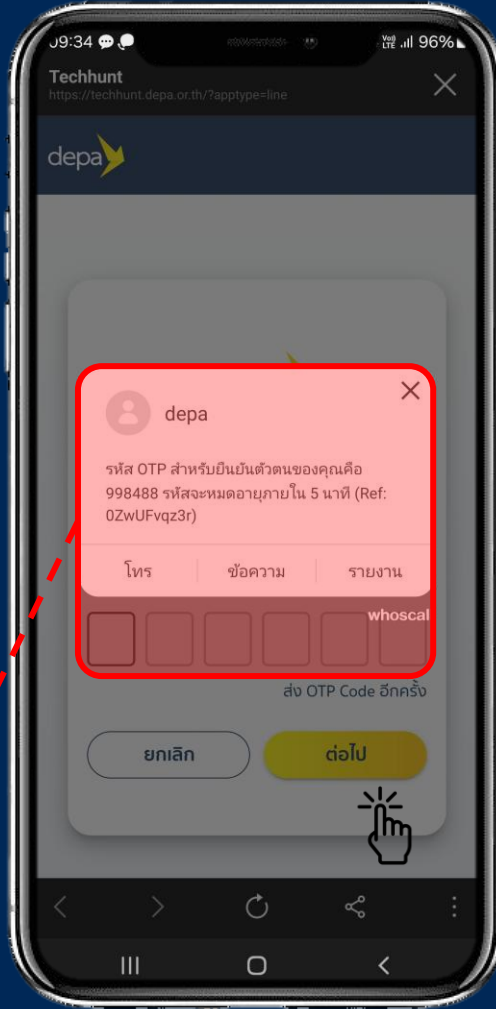 09:34
Vo)) LTE 96%
Techhunt
https://techhunt.depa.or.th/?apptype=line
depa
depa
รหัส OTP สำหรับยืนยันตัวตนของคุณคือ
998488 รหัสจะหมดอายุภายใน 5 นาที (Ref:
0ZwUFvqz3r)
โทร ข้อความ รายงาน
whoscal
ส่ง OTP Code อีกครั้ง
ยกเลิก ต่อไป